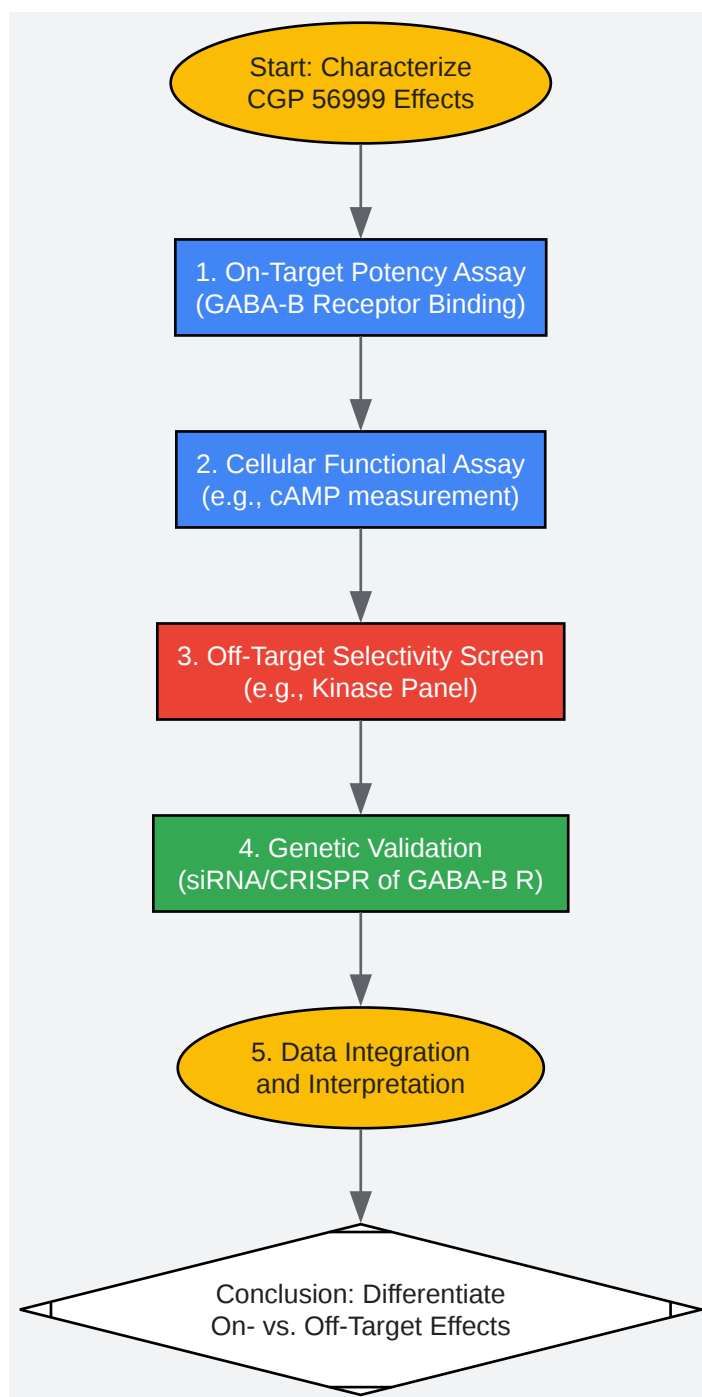 Start: Characterize
CGP 56999 Effects
1. On-Target Potency Assay
(GABA-B Receptor Binding)
2. Cellular Functional Assay
(e.g., cAMP measurement)
3. Off-Target Selectivity Screen
(e.g., Kinase Panel)
4. Genetic Validation
(siRNA/CRISPR of GABA-B R)
5. Data Integration
and Interpretation
Conclusion: Differentiate
On- vs. Off-Target Effects